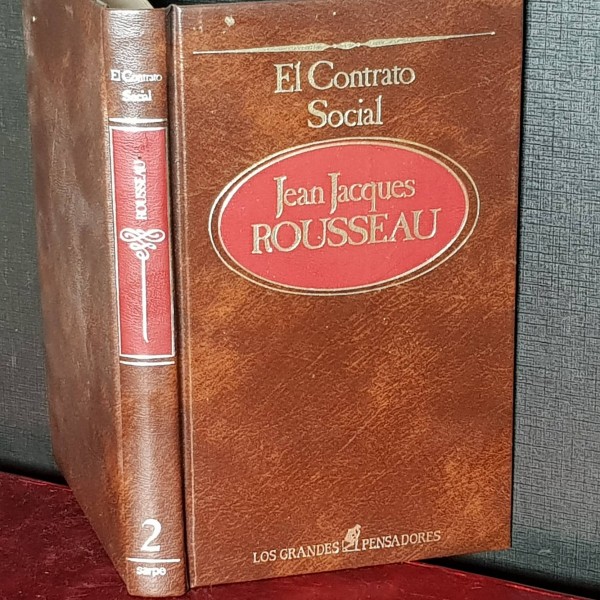 El Contrato
Social
ROUSSEAU
2
sarpe
El Contrato
Social
Jean Jacques
ROUSSEAU
LOS GRANDES PENSADORES